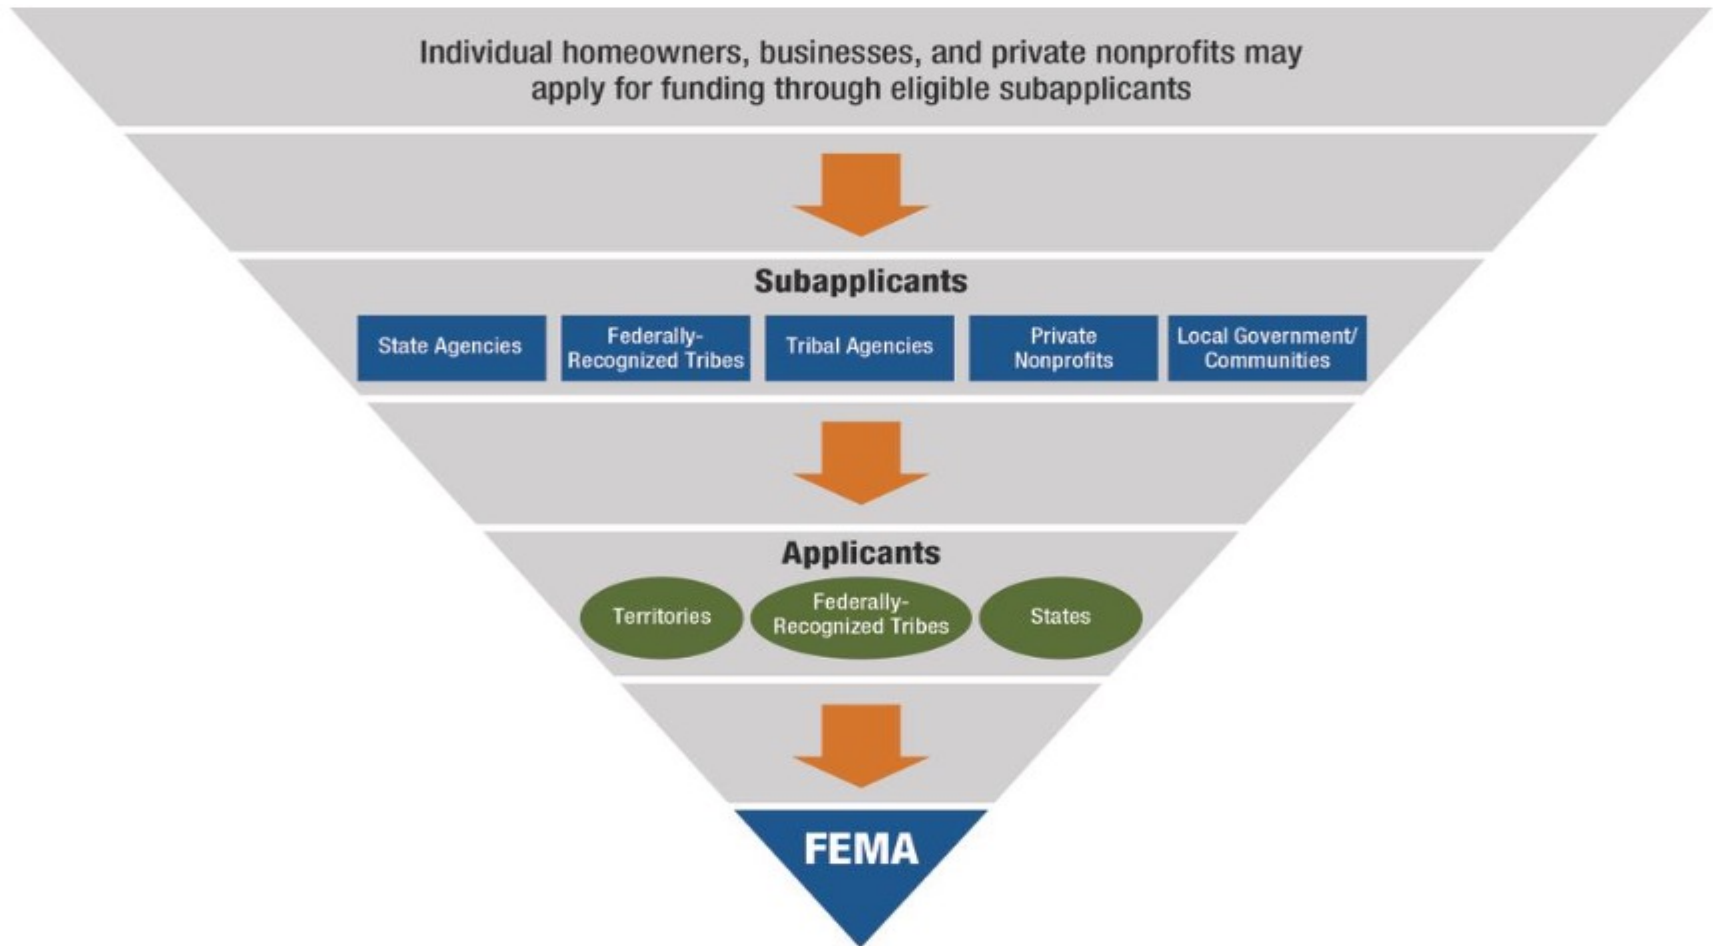 Individual homeowners, businesses, and private nonprofits may
apply for funding through eligible subapplicants
Subapplicants
State Agencies
Federally-
Recognized Tribes
Tribal Agencies
Private
Nonprofits
Local Government/
Communities
Applicants
Territories
Federally-
Recognized Tribes
States
FEMA